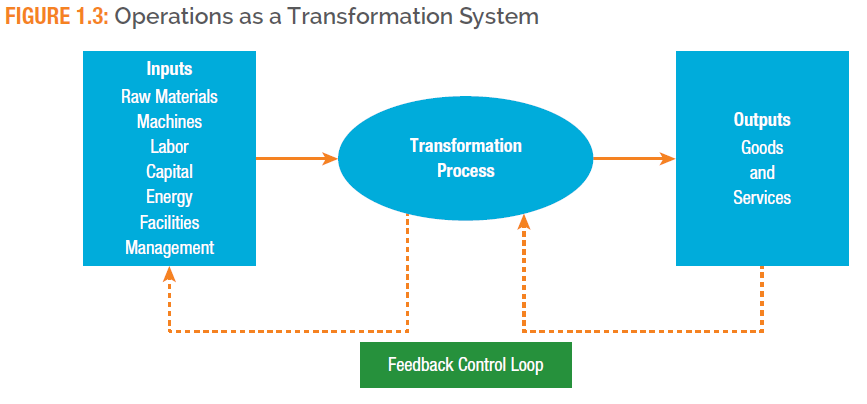 FIGURE 1.3: Operations as a Transformation System
Inputs
Raw Materials
Machines
Labor
Capital
Energy
Facilities
Management
Transformation
Process
Outputs
Goods
and
Services
Feedback Control Loop